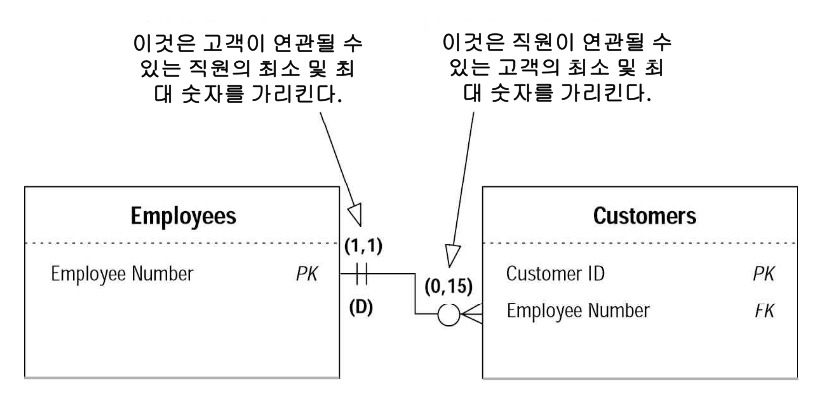 이것은 고객이 연관될 수
있는 직원의 최소 및 최
대 숫자를 가리킨다.
이것은 직원이 연관될 수
있는 고객의 최소 및 최
대 숫자를 가리킨다.
Employees
Employee Number PK
(1,1)
(D)
(0,15)
Customers
Customer ID PK
Employee Number FK